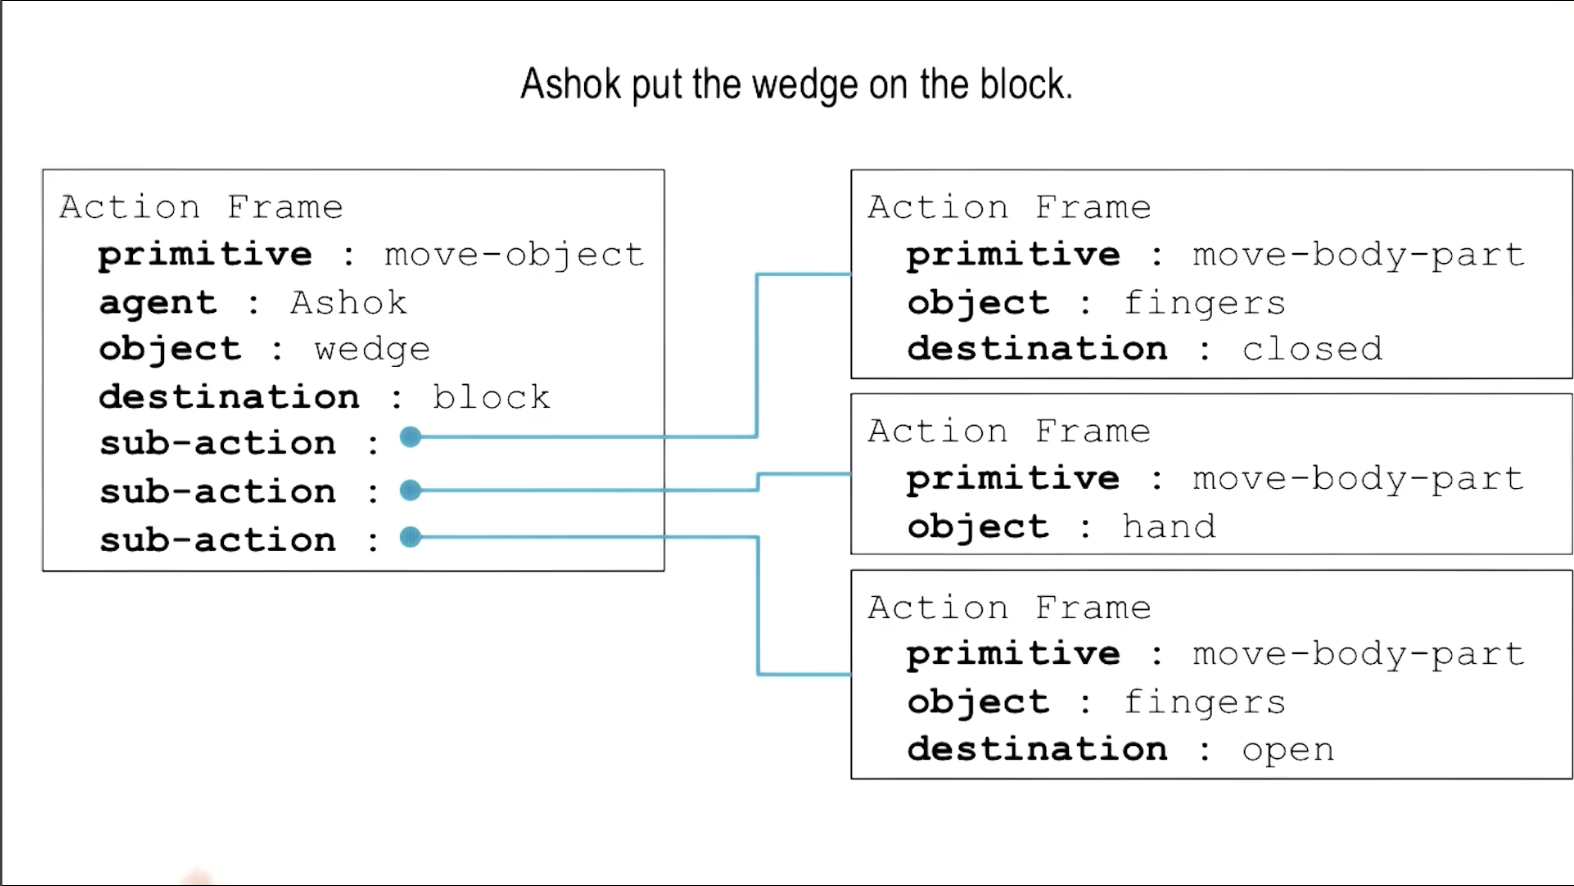 Ashok put the wedge on the block.
Action Frame
primitive : move-object
agent : Ashok
object : wedge
destination : block
sub-action :
sub-action :
sub-action :
Action Frame
primitive : move-body-part
object : fingers
destination : closed
Action Frame
primitive : move-body-part
object : hand
Action Frame
primitive : move-body-part
object : fingers
destination : open